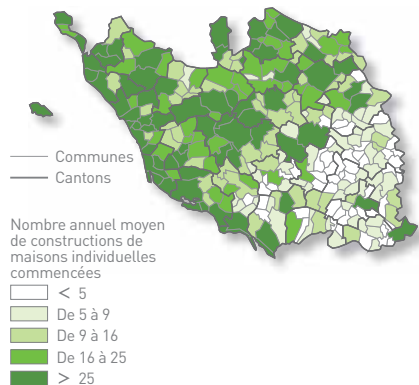 Communes
Cantons
Nombre annuel moyen
de constructions de
maisons individuelles
commencées
< 5
De 5 à 9
De 9 à 16
De 16 à 25
> 25